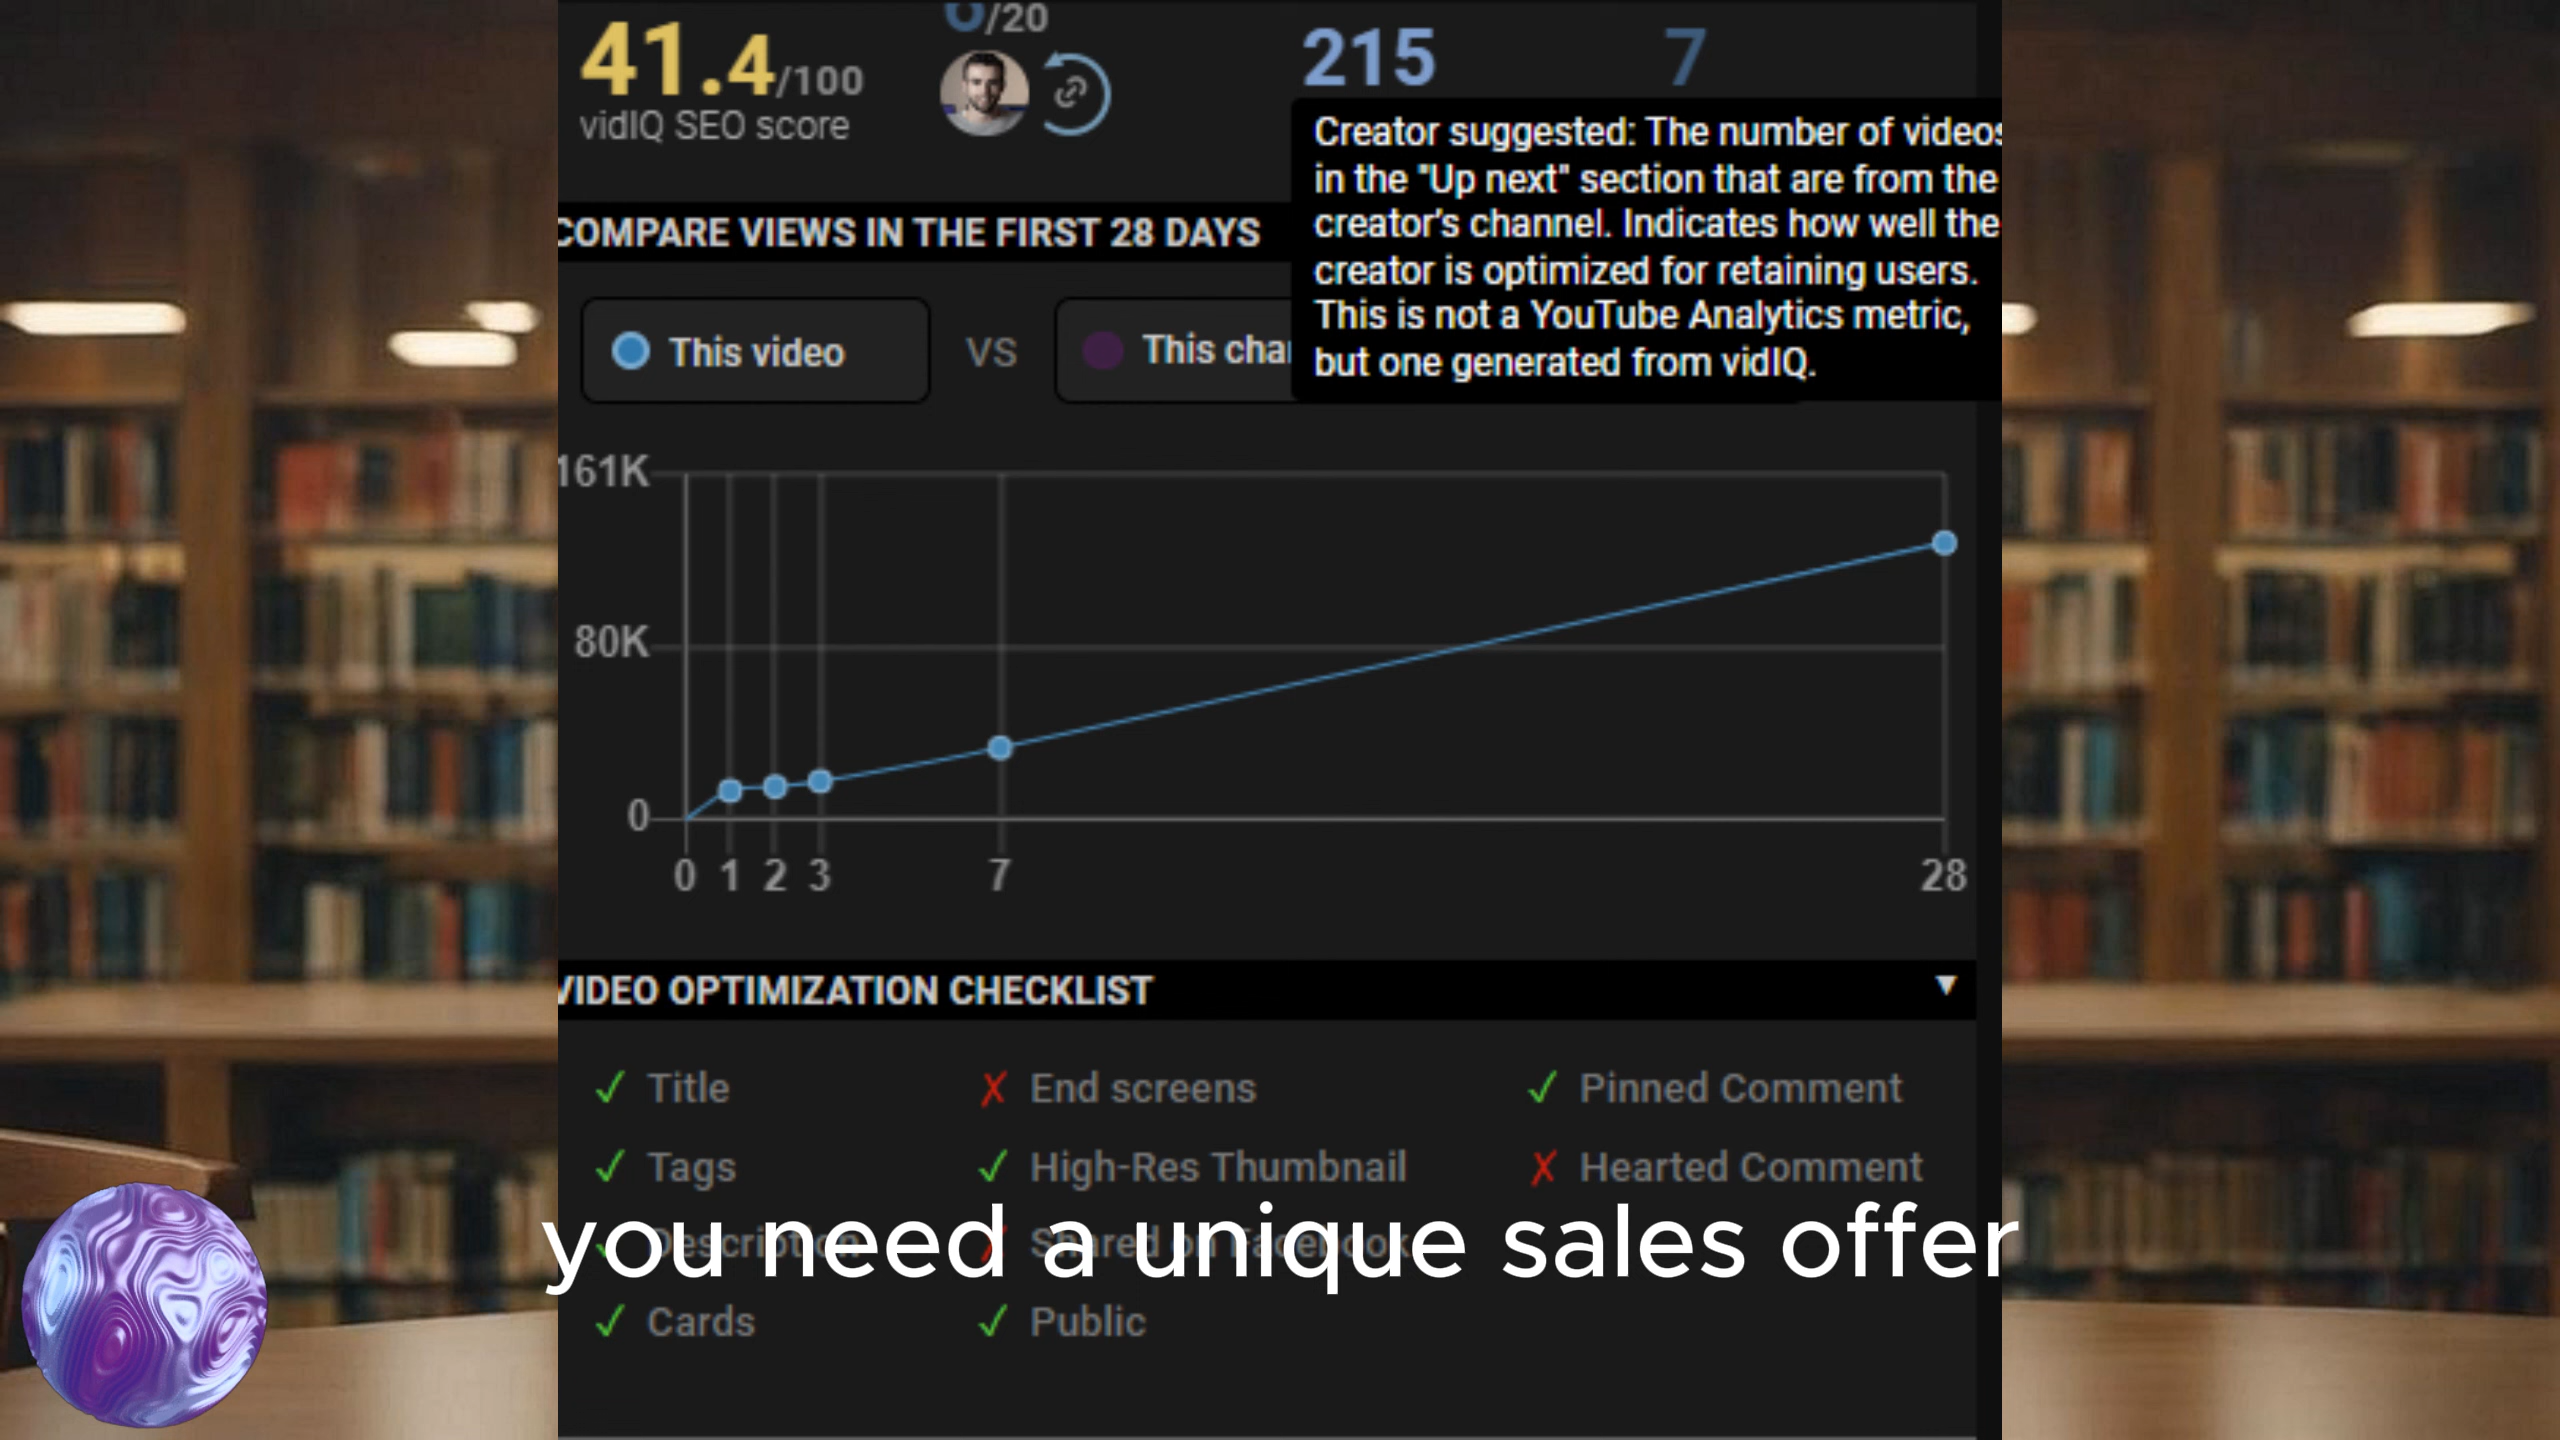 /20
41.4/100
215
7
vidIQ SEO score
Creator suggested: The number of videos
in the "Up next" section that are from the
creator's channel. Indicates how well the
creator is optimized for retaining users.
This is not a YouTube Analytics metric,
but one generated from vidIQ.
COMPARE VIEWS IN THE FIRST 28 DAYS
This video
VS
This cha
161K
80K
0
0 1 2 3 7 28
VIDEO OPTIMIZATION CHECKLIST
▼
✓ Title
✗ End screens
✓ Pinned Comment
✓ Tags
✓ High-Res Thumbnail
✗ Hearted Comment
✓ Description
✗ Shared on Facebook
you need a unique sales offer
✓ Cards
✓ Public